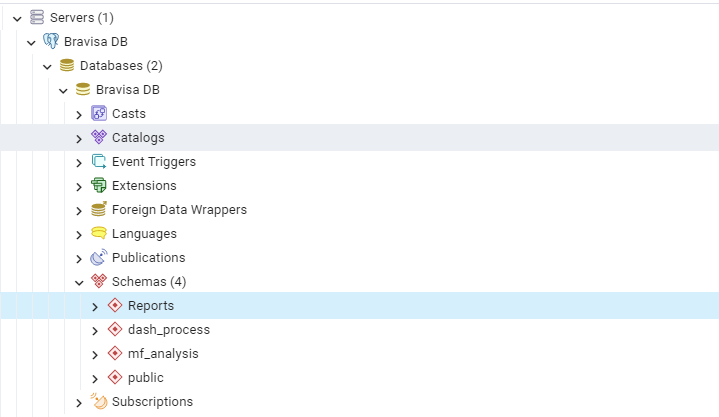 Servers (1)
Bravisa DB
Databases (2)
Bravisa DB
Casts
Catalogs
Event Triggers
Extensions
Foreign Data Wrappers
Languages
Publications
Schemas (4)
Reports
dash_process
mf_analysis
public
Subscriptions